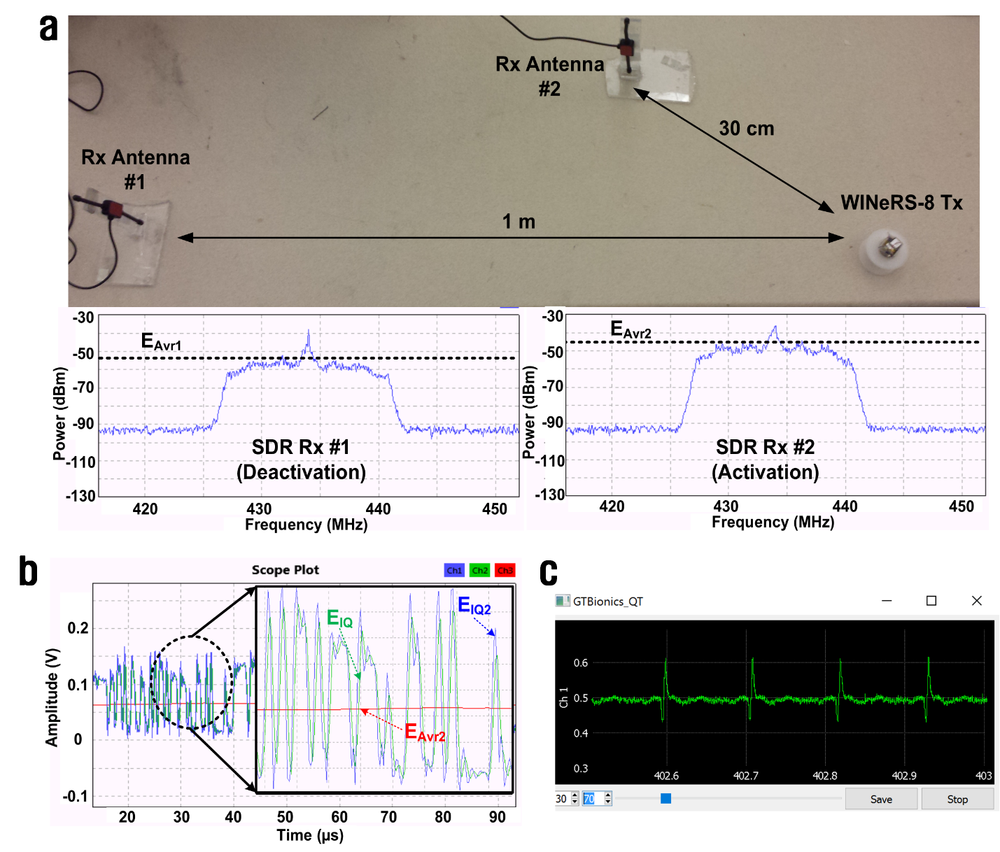 a
Rx Antenna
#2
30 cm
Rx Antenna
#1
WINeRS-8 Tx
1 m
-30
-50
-70
-90
-110
-130
Power (dBm)
EAvr1
SDR Rx #1
(Deactivation)
420
430
440
450
Frequency (MHz)
-30
-50
-70
-90
-110
-130
Power (dBm)
EAvr2
SDR Rx #2
(Activation)
420
430
440
450
Frequency (MHz)
b
Scope Plot
Ch1
Ch2
Ch3
0.2
0.1
0
-0.1
Amplitude (V)
EIQ
EIQ2
EAvr2
20
30
40
50
60
70
80
90
Time (µs)
c
GTBionics_QT
0.6
0.5
0.4
0.3
Ch 1
402.6
402.7
402.8
402.9
403
30
70
Save
Stop